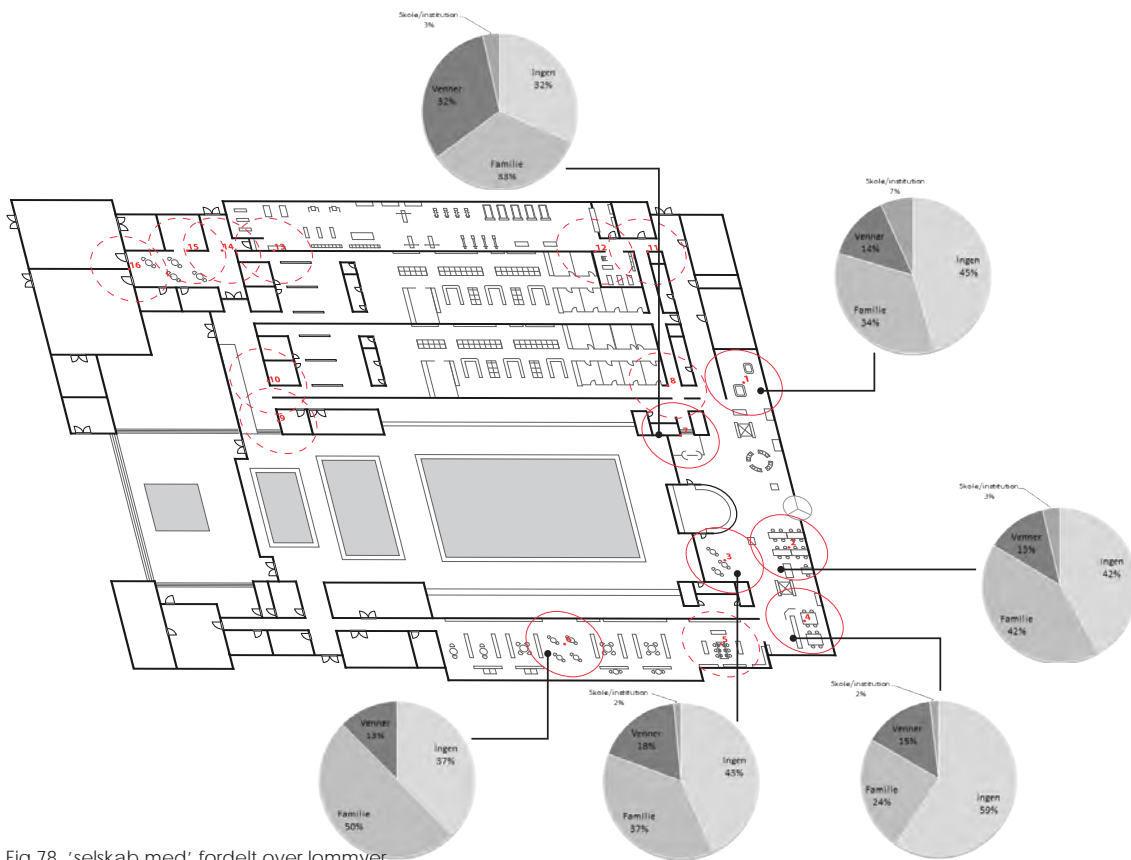 Skole/institution
3%
Ingen
32%
Venner
32%
Familie
33%
Skole/institution
7%
Venner
14%
Ingen
45%
Familie
34%
Skole/institution
3%
Venner
13%
Ingen
42%
Familie
42%
Skole/institution
2%
Venner
15%
Ingen
59%
Familie
24%
Skole/institution
2%
Venner
18%
Ingen
43%
Familie
37%
Venner
13%
Ingen
37%
Familie
50%
16
15
14
13
12
11
10
9
8
7
1
2
3
4
5
6
Fig 78. 'selskab med' fordelt over lommyer